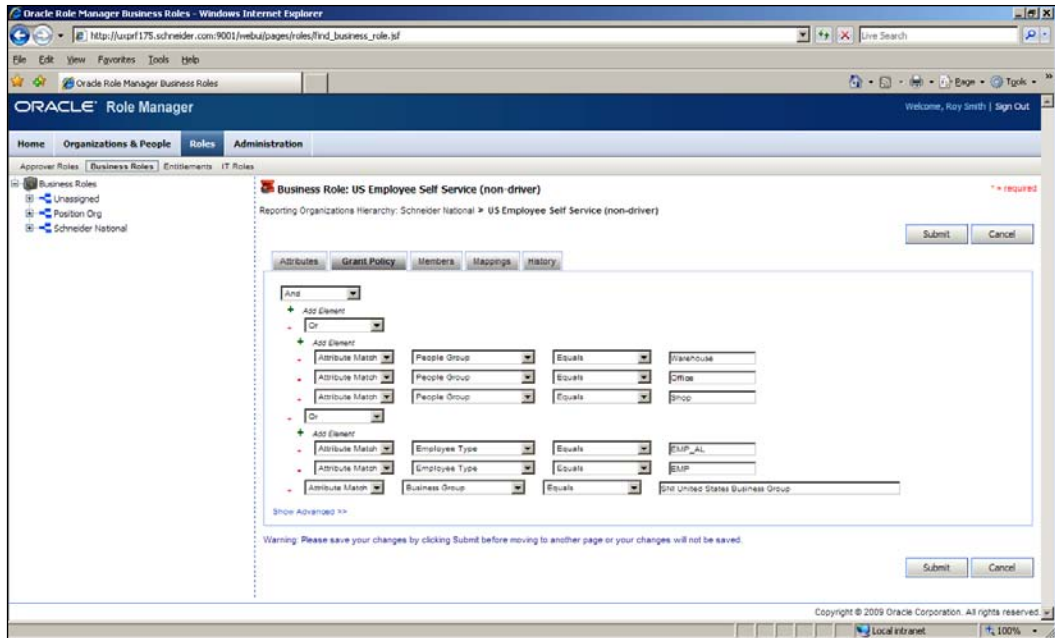 Oracle Role Manager Business Roles - Windows Internet Explorer
http://uxprf175.schneider.com:9001/webui/pages/roles/find_business_role.jsf
Live Search
File Edit View Favorites Tools Help
Oracle Role Manager Business Roles
Page Tools
ORACLE Role Manager
Welcome, Roy Smith | Sign Out
Home Organizations & People Roles Administration
Approver Roles Business Roles Entitlements IT Roles
Business Roles
Unassigned
Position Org
Schneider National
Business Role: US Employee Self Service (non-driver)
* = required
Reporting Organizations Hierarchy: Schneider National > US Employee Self Service (non-driver)
Submit Cancel
Attributes Grant Policy Members Mappings History
And
Add Element
Or
Add Element
Attribute Match People Group Equals Warehouse
Attribute Match People Group Equals Office
Attribute Match People Group Equals Shop
Or
Add Element
Attribute Match Employee Type Equals EMP_AL
Attribute Match Employee Type Equals EMP
Attribute Match Business Group Equals SNI United States Business Group
Show Advanced >>
Warning: Please save your changes by clicking Submit before moving to another page or your changes will not be saved.
Submit Cancel
Copyright © 2009 Oracle Corporation. All rights reserved.
Local intranet
100%